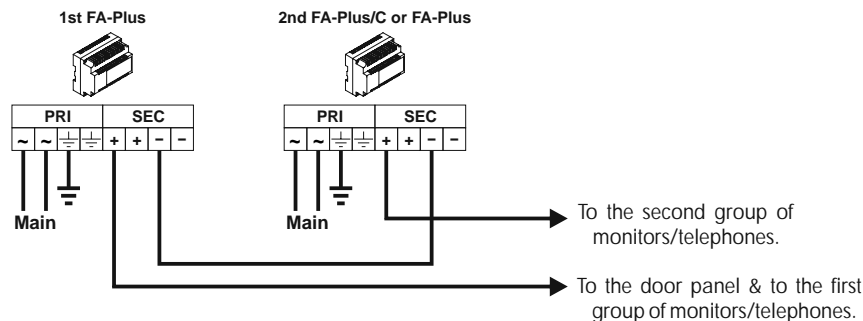 1st FA-Plus 2nd FA-Plus/C or FA-Plus
PRI SEC PRI SEC
~ ~ ⏚ ⏚ + + − − ~ ~ ⏚ ⏚ + + − −
Main Main
To the second group of
monitors/telephones.
To the door panel & to the first
group of monitors/telephones.